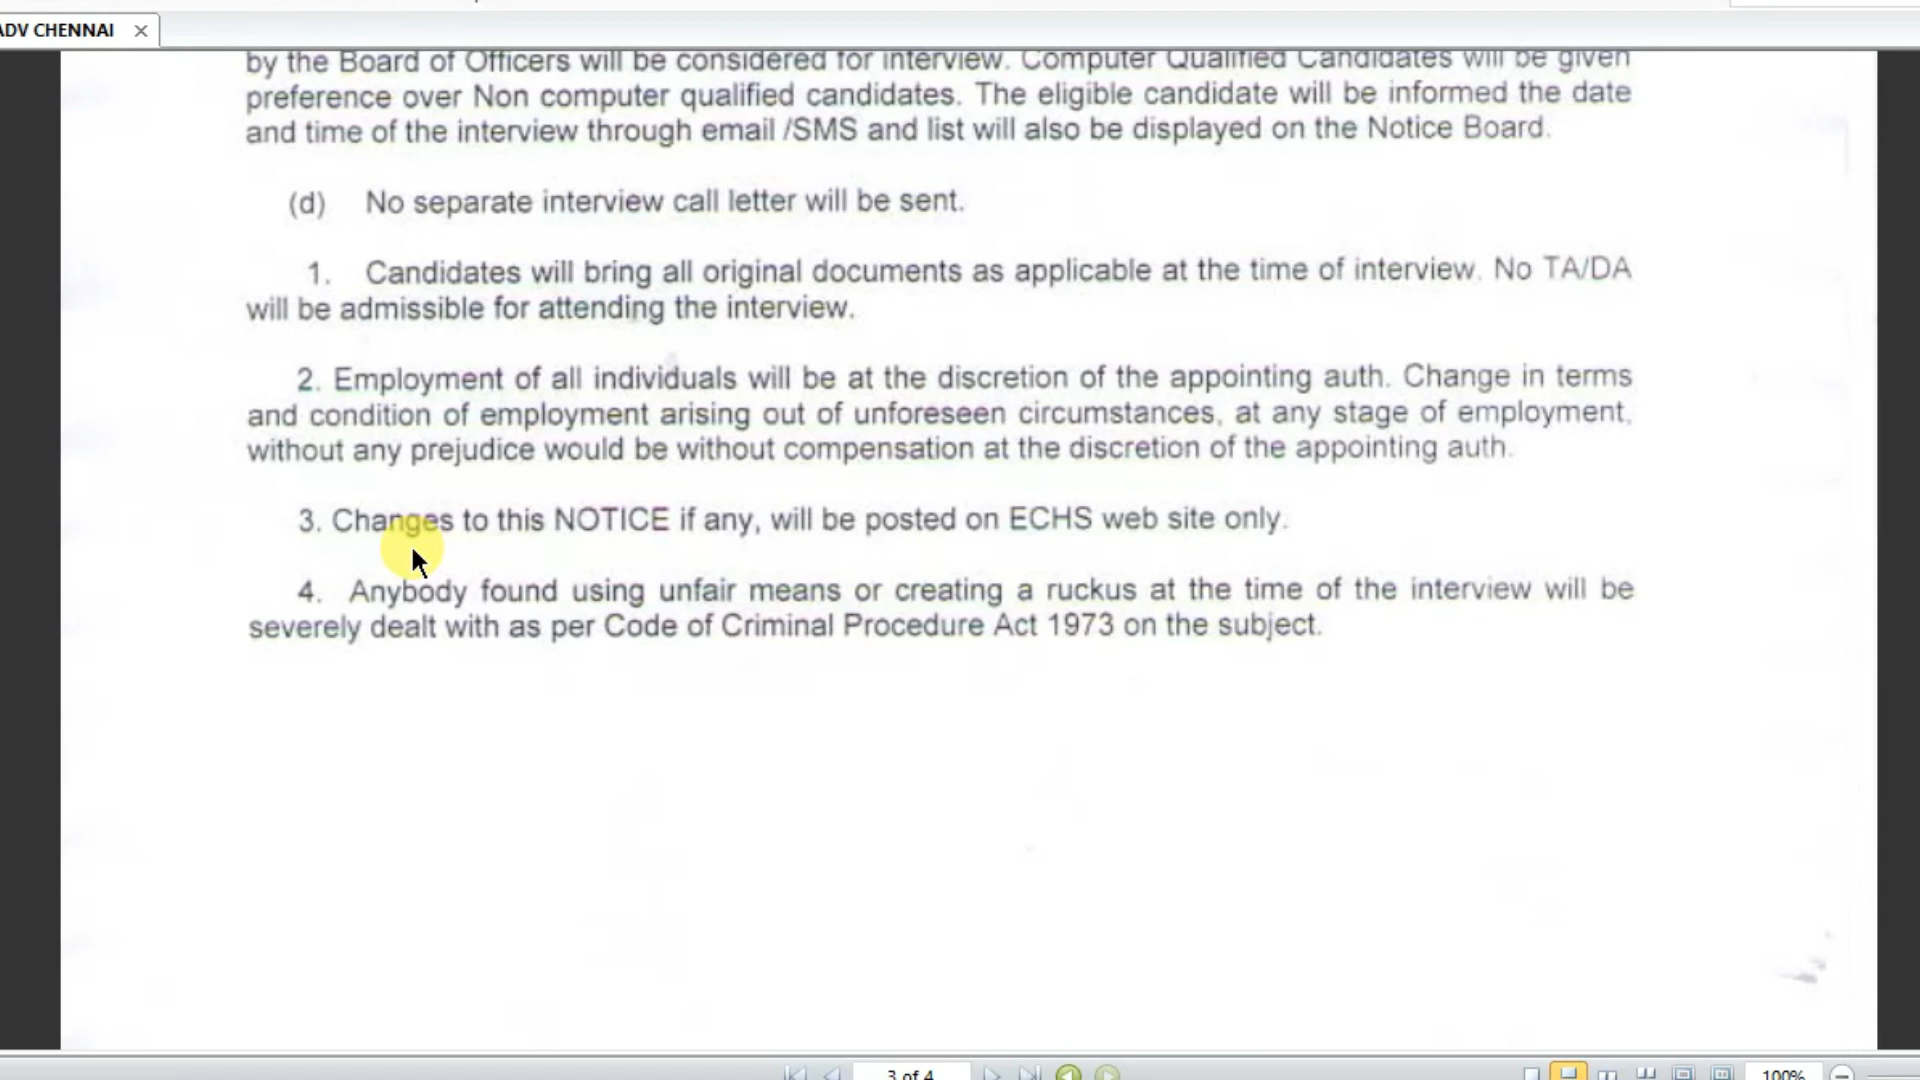 ADV CHENNAI
by the Board of Officers will be considered for interview. Computer Qualified Candidates will be given
preference over Non computer qualified candidates. The eligible candidate will be informed the date
and time of the interview through email /SMS and list will also be displayed on the Notice Board.
(d) No separate interview call letter will be sent.
1. Candidates will bring all original documents as applicable at the time of interview. No TA/DA
will be admissible for attending the interview.
2. Employment of all individuals will be at the discretion of the appointing auth. Change in terms
and condition of employment arising out of unforeseen circumstances, at any stage of employment,
without any prejudice would be without compensation at the discretion of the appointing auth.
3. Changes to this NOTICE if any, will be posted on ECHS web site only.
4. Anybody found using unfair means or creating a ruckus at the time of the interview will be
severely dealt with as per Code of Criminal Procedure Act 1973 on the subject.
3 of 4
100%